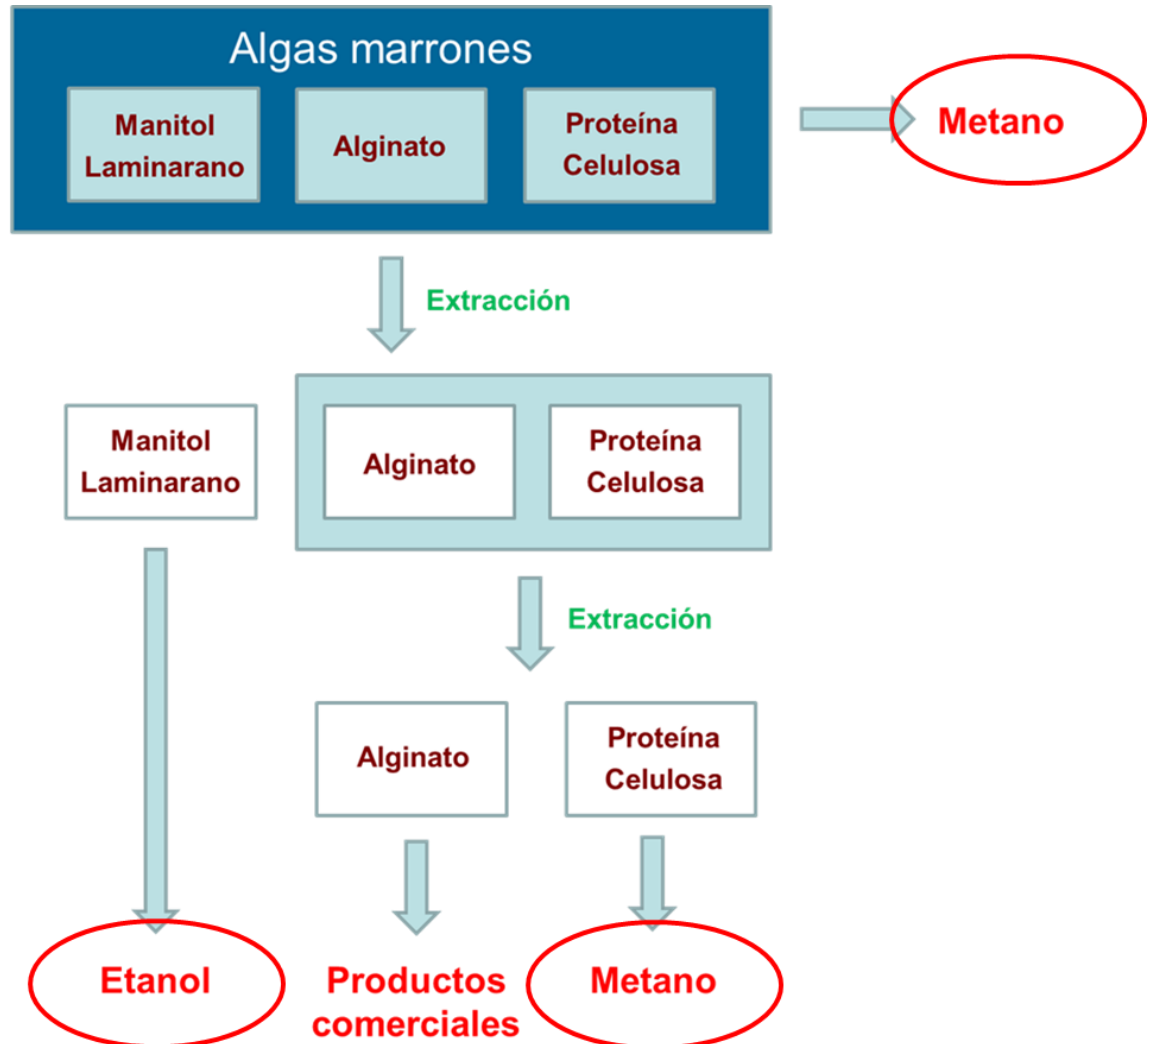 Algas marrones
Manitol
Laminarano
Alginato
Proteína
Celulosa
Metano
Extracción
Manitol
Laminarano
Alginato
Proteína
Celulosa
Extracción
Alginato
Proteína
Celulosa
Etanol
Productos
comerciales
Metano